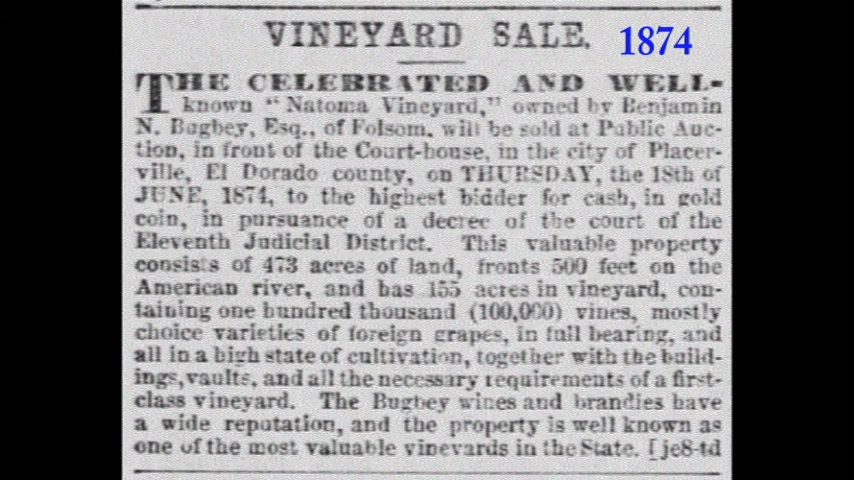 VINEYARD SALE. 1874
THE CELEBRATED AND WELL-
known "Natoma Vineyard," owned by Benjamin
N. Bugbey, Esq., of Folsom, will be sold at Public Auc-
tion, in front of the Court-house, in the city of Placer-
ville, El Dorado county, on THURSDAY, the 18th of
JUNE, 1874, to the highest bidder for cash, in gold
coin, in pursuance of a decree of the court of the
Eleventh Judicial District. This valuable property
consists of 473 acres of land, fronts 500 feet on the
American river, and has 155 acres in vineyard, con-
taining one hundred thousand (100,000) vines, mostly
choice varieties of foreign grapes, in full bearing, and
all in a high state of cultivation, together with the build-
ings, vaults, and all the necessary requirements of a first-
class vineyard. The Bugbey wines and brandies have
a wide reputation, and the property is well known as
one of the most valuable vineyards in the State. [je8-td